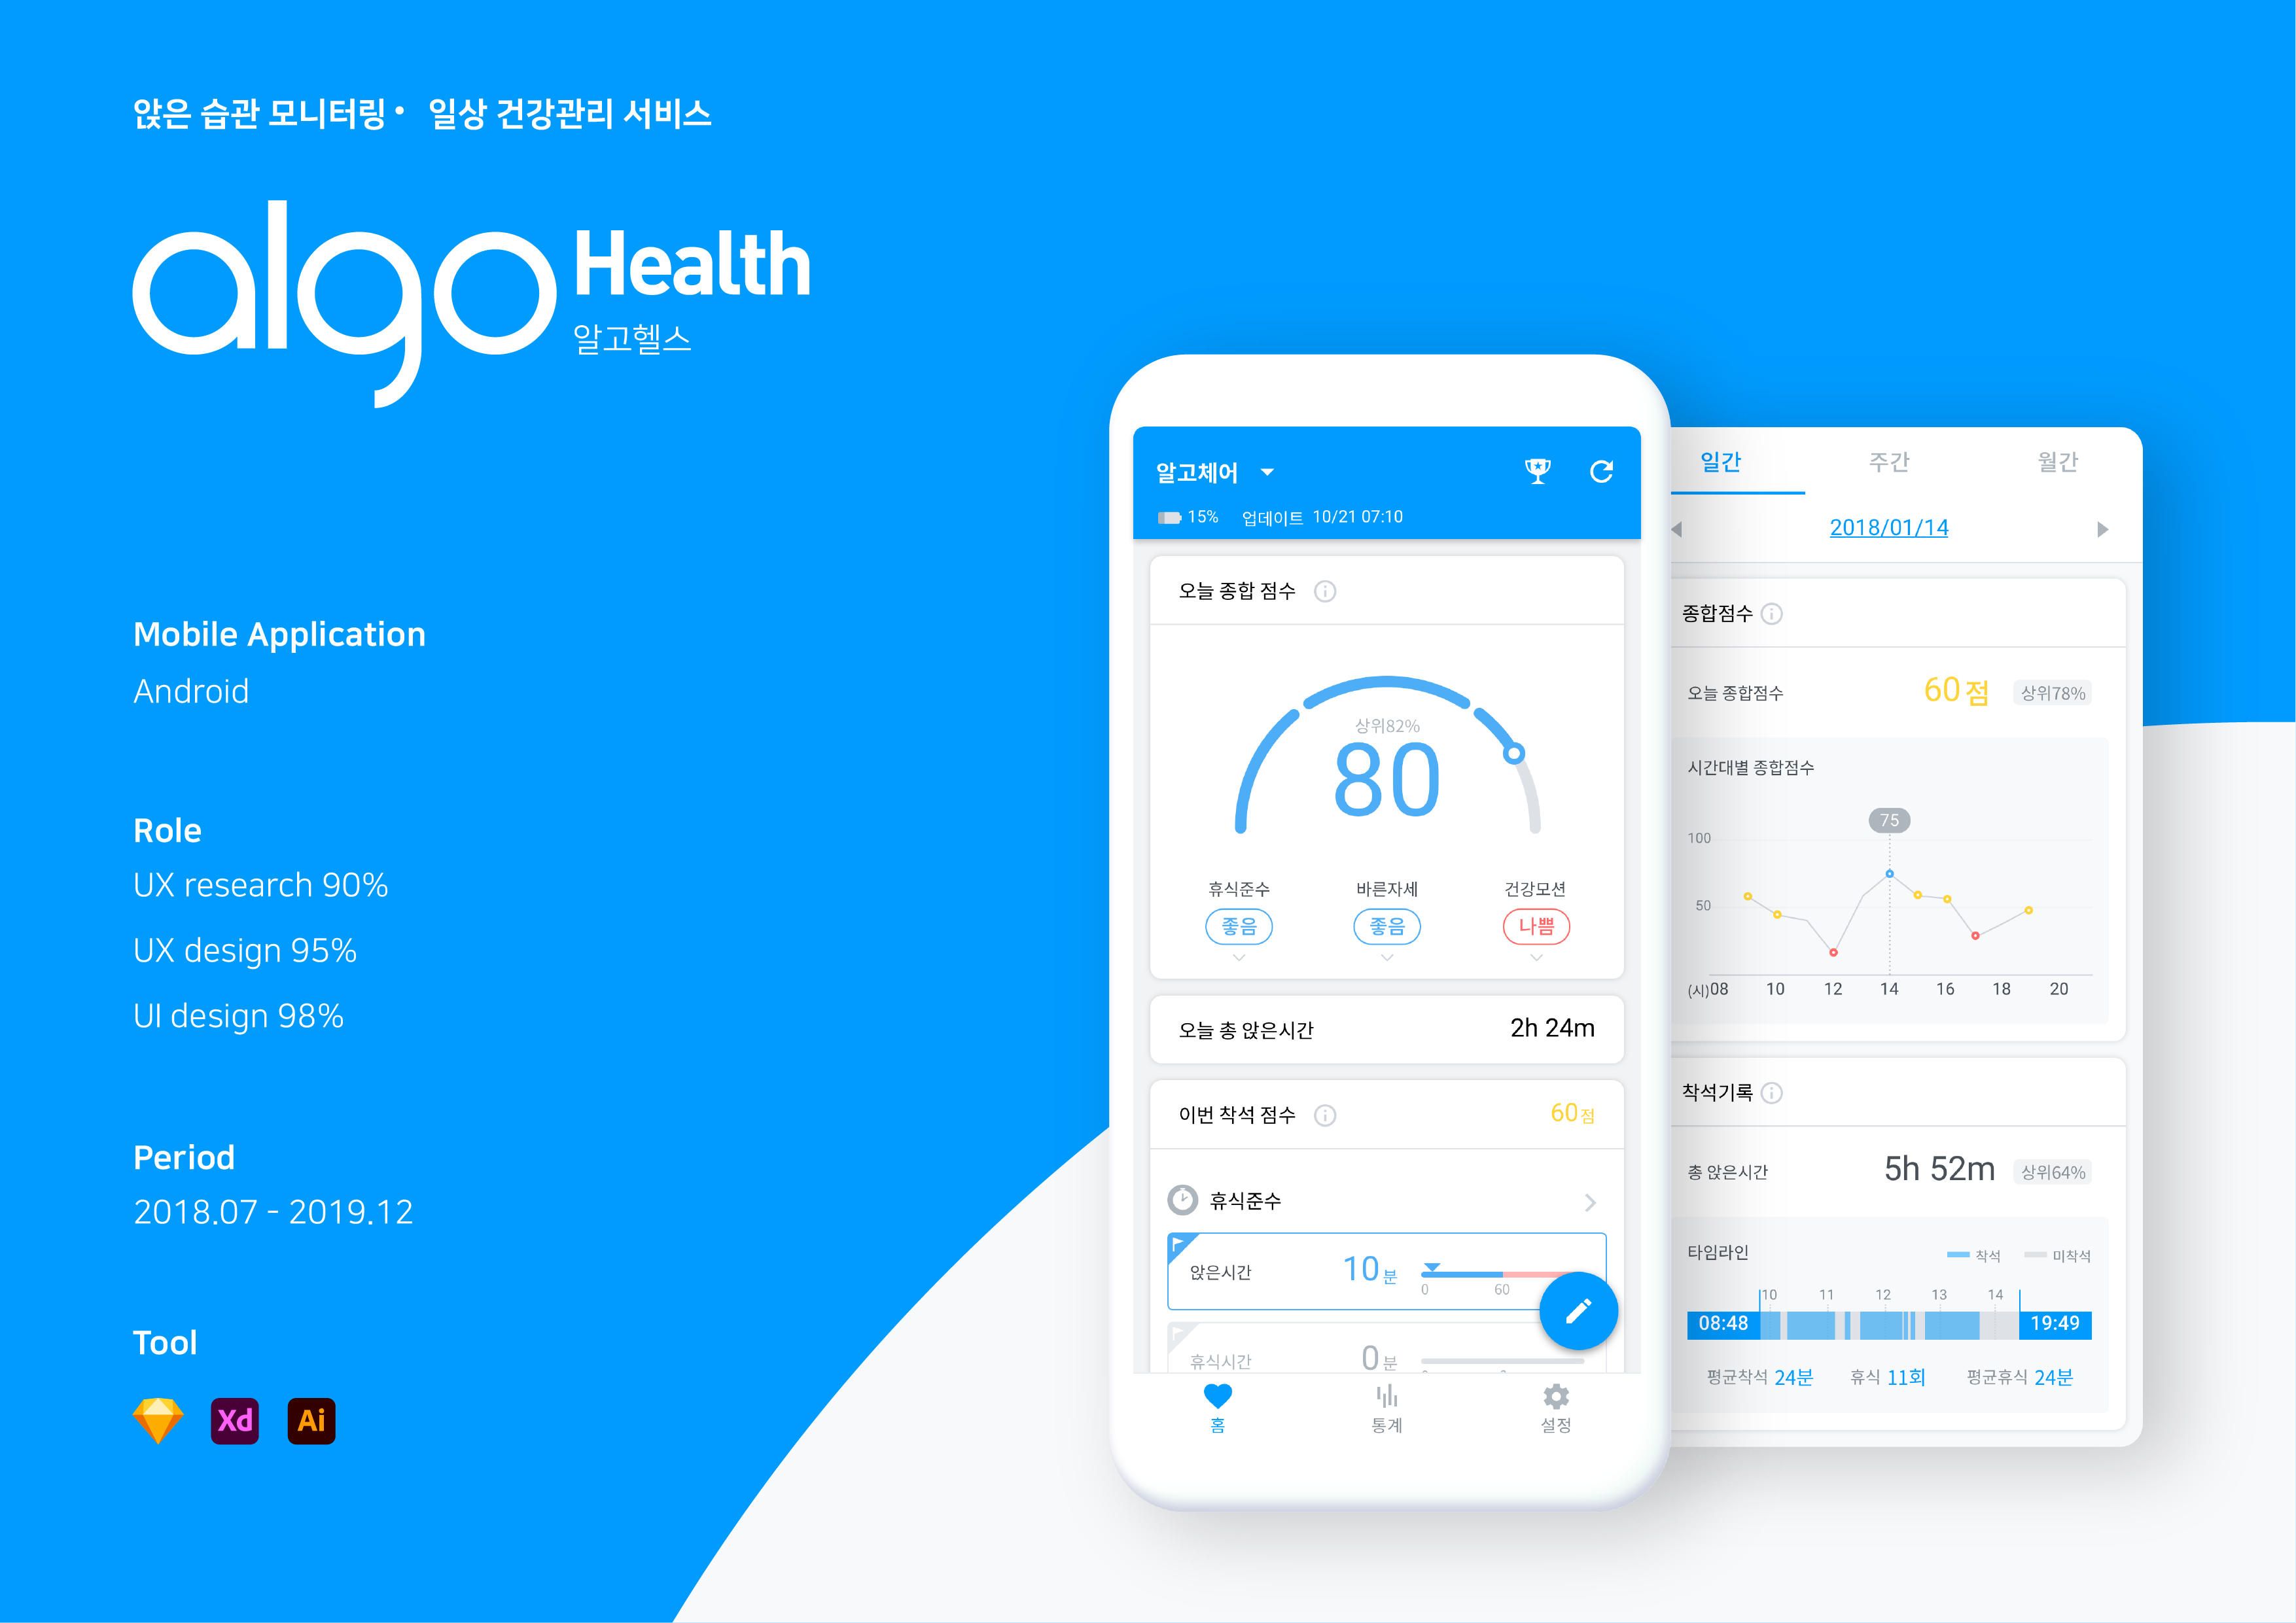 앉은 습관 모니터링 • 일상 건강관리 서비스
algo Health
알고헬스
Mobile Application
Android
Role
UX research 90%
UX design 95%
UI design 98%
Period
2018.07 - 2019.12
Tool
Xd Ai
알고체어
15% 업데이트 10/21 07:10
오늘 종합 점수
상위82%
80
휴식준수 바른자세 건강모션
좋음 좋음 나쁨
오늘 총 앉은시간 2h 24m
이번 착석 점수 60점
휴식준수
앉은시간 10분
0 60
휴식시간 0분
홈 통계 설정
일간 주간 월간
2018/01/14
종합점수
오늘 종합점수 60점 상위78%
시간대별 종합점수
75
100
50
(시)08 10 12 14 16 18 20
착석기록
총 앉은시간 5h 52m 상위64%
타임라인 착석 미착석
10 11 12 13 14
08:48 19:49
평균착석 24분 휴식 11회 평균휴식 24분